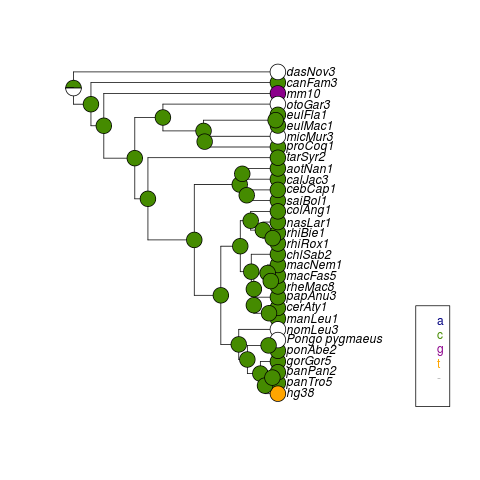 dasNov3
canFam3
mm10
otoGar3
eulFla1
eulMac1
micMur3
proCoq1
tarSyr2
aotNan1
calJac3
cebCap1
saiBol1
colAng1
nasLar1
rhiBie1
rhiRox1
chlSab2
macNem1
macFas5
rheMac8
papAnu3
cerAty1
manLeu1
nomLeu3
Pongo pygmaeus
ponAbe2
gorGor5
panPan2
panTro5
hg38
a
c
g
t
-